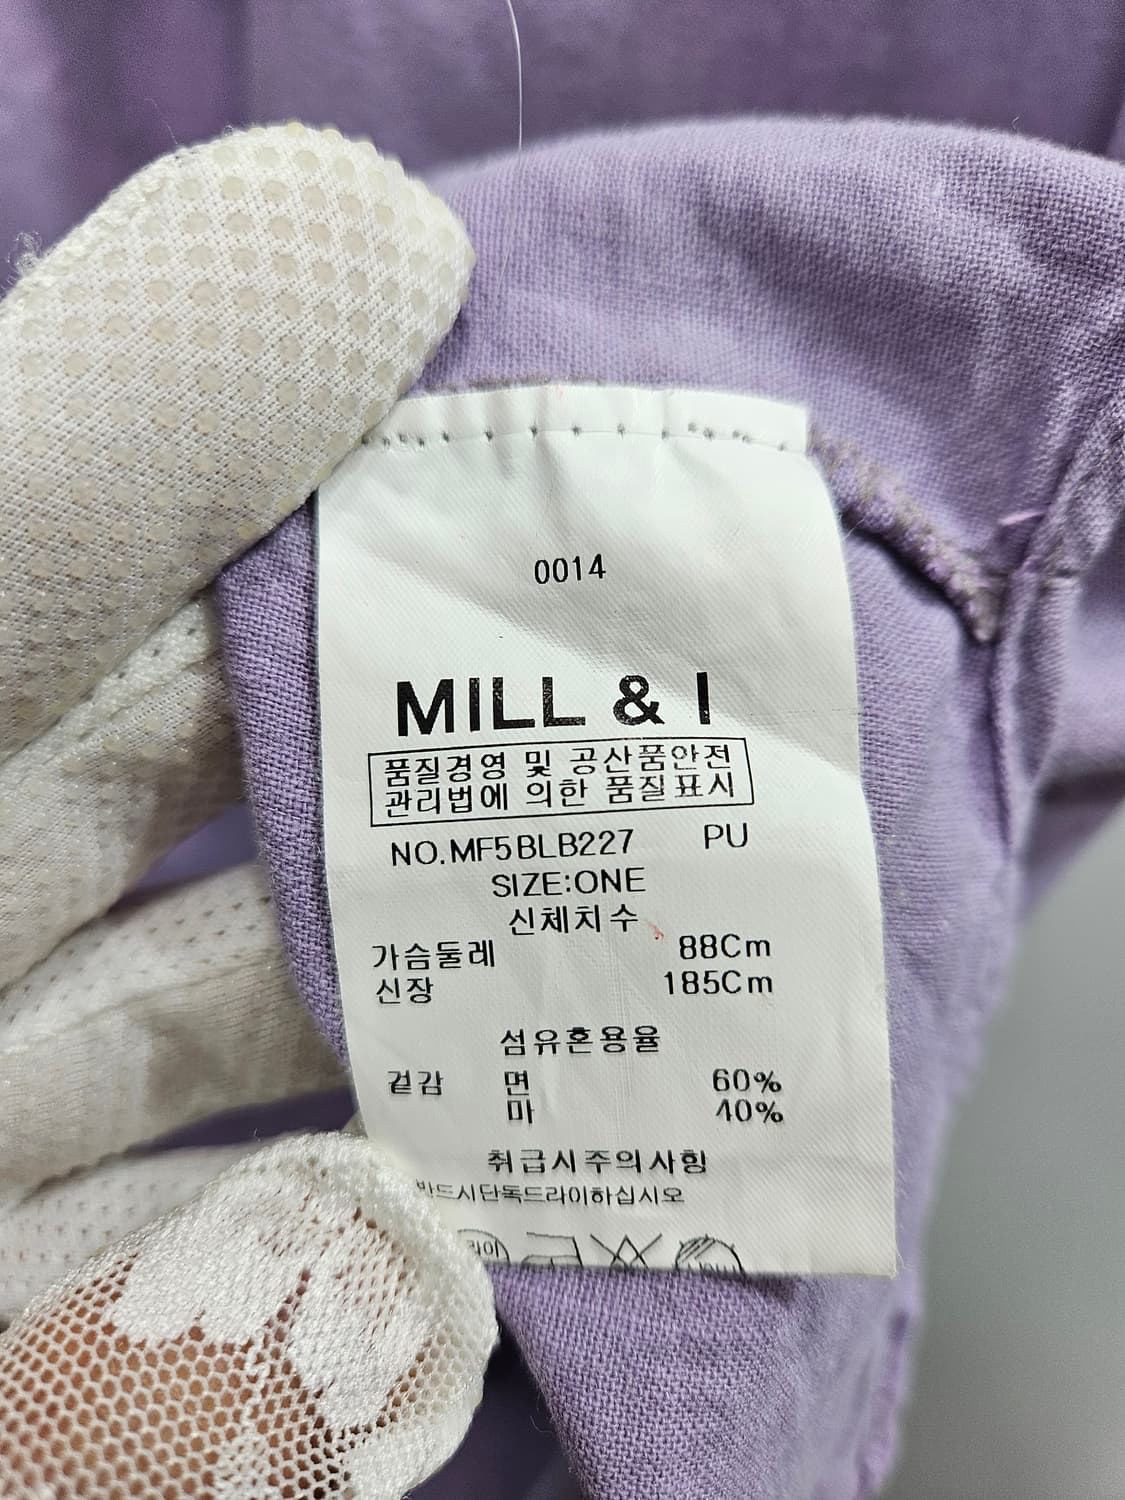 0014
MILL & I
품질경영 및 공산품안전
관리법에 의한 품질표시
NO.MF5BLB227 PU
SIZE:ONE
신체치수
가슴둘레 88Cm
신장 185Cm
섬유혼용율
겉감 면 60%
마 40%
취급시주의사항
반드시단독드라이하십시오